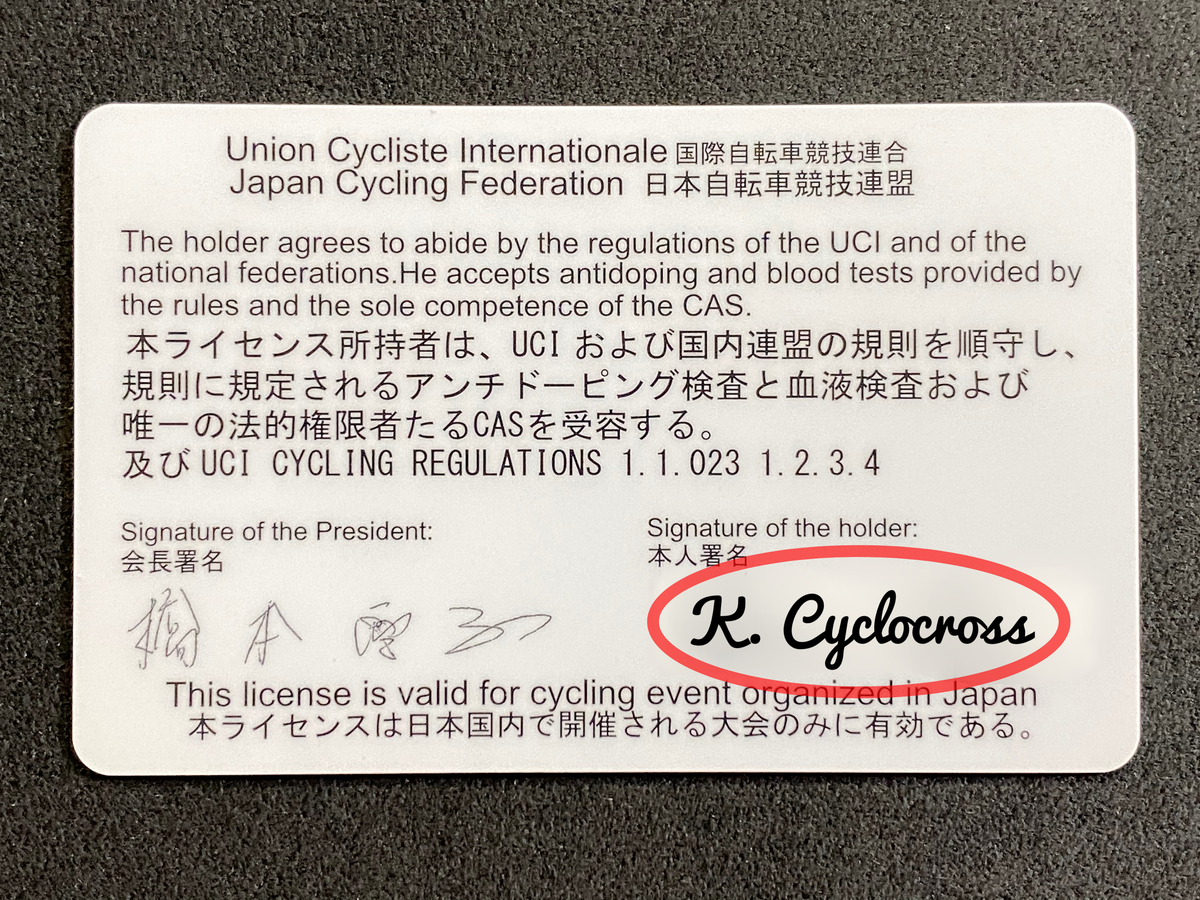 Union Cycliste Internationale 国際自転車競技連合
Japan Cycling Federation 日本自転車競技連盟
The holder agrees to abide by the regulations of the UCI and of the
national federations.He accepts antidoping and blood tests provided by
the rules and the sole competence of the CAS.
本ライセンス所持者は、UCI および国内連盟の規則を順守し、
規則に規定されるアンチドーピング検査と血液検査および
唯一の法的権限者たるCASを受容する。
及び UCI CYCLING REGULATIONS 1.1.023 1.2.3.4
Signature of the President:
会長署名
Signature of the holder:
本人署名
橋本聖子
K. Cyclocross
This license is valid for cycling event organized in Japan
本ライセンスは日本国内で開催される大会のみに有効である。